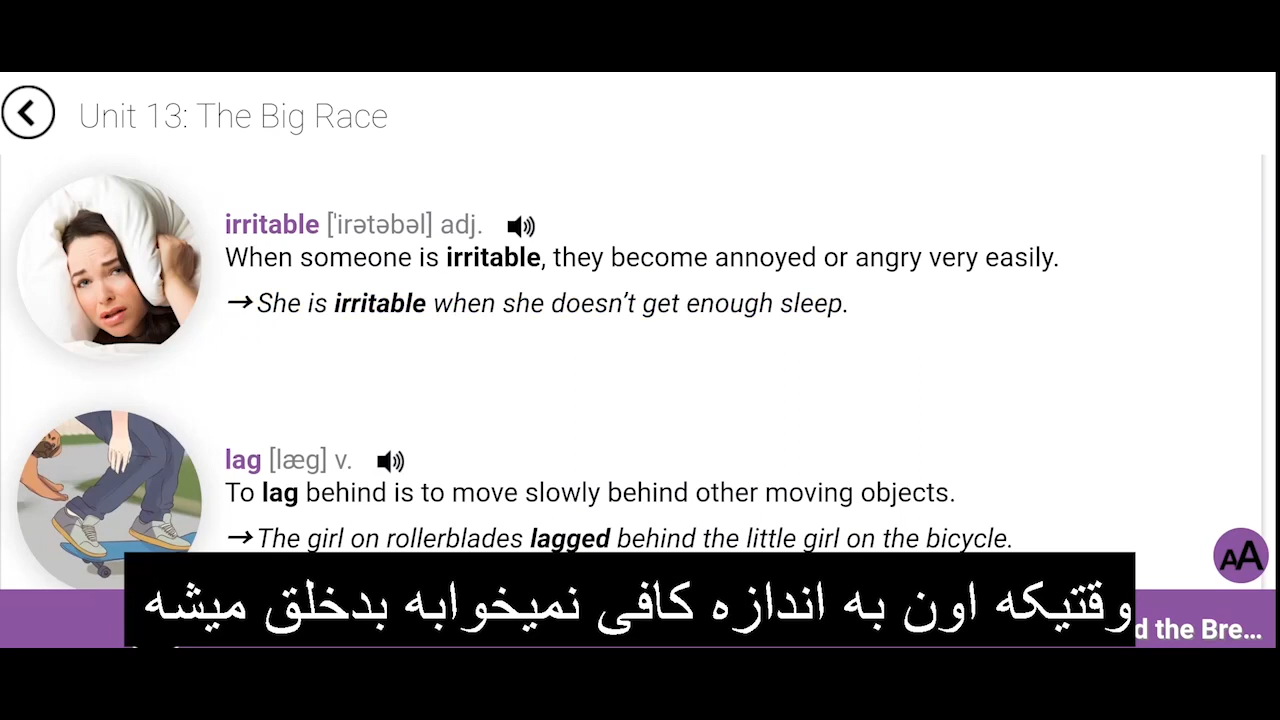 Unit 13: The Big Race
irritable ['irətəbəl] adj.
When someone is irritable, they become annoyed or angry very easily.
→ She is irritable when she doesn’t get enough sleep.
lag [læg] v.
To lag behind is to move slowly behind other moving objects.
→ The girl on rollerblades lagged behind the little girl on the bicycle.
AA
وقتیکه اون به اندازه کافی نمیخوابه بدخلق میشه
d the Bre...